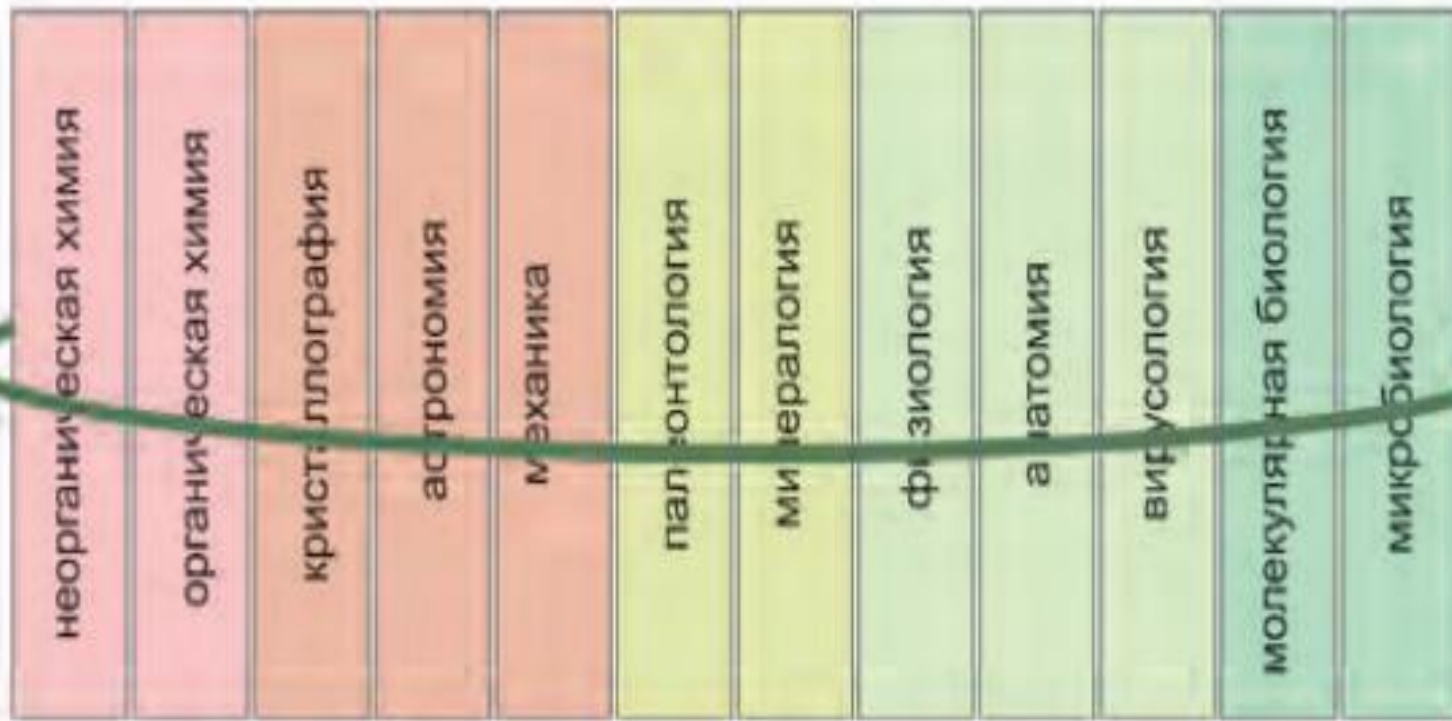 неорганическая химия
органическая химия
кристаллография
астрономия
механика
палеонтология
минералогия
физиология
анатомия
вирусология
молекулярная биология
микробиология